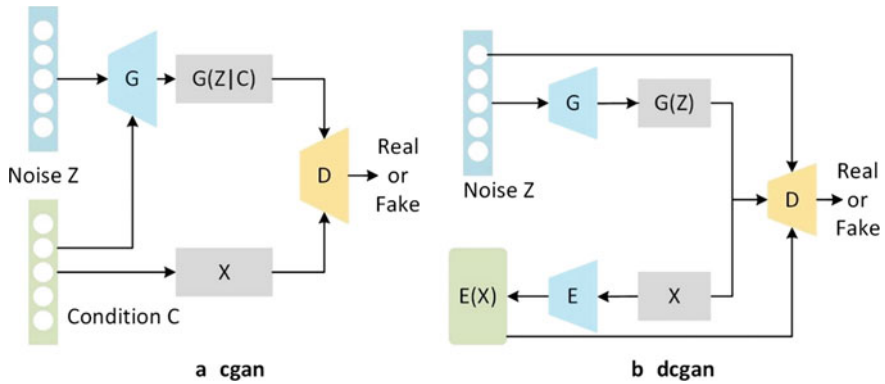 G
G(Z|C)
Noise Z
D
Real
or
Fake
X
Condition C
a cgan
G
G(Z)
Noise Z
D
Real
or
Fake
E(X)
E
X
b dcgan